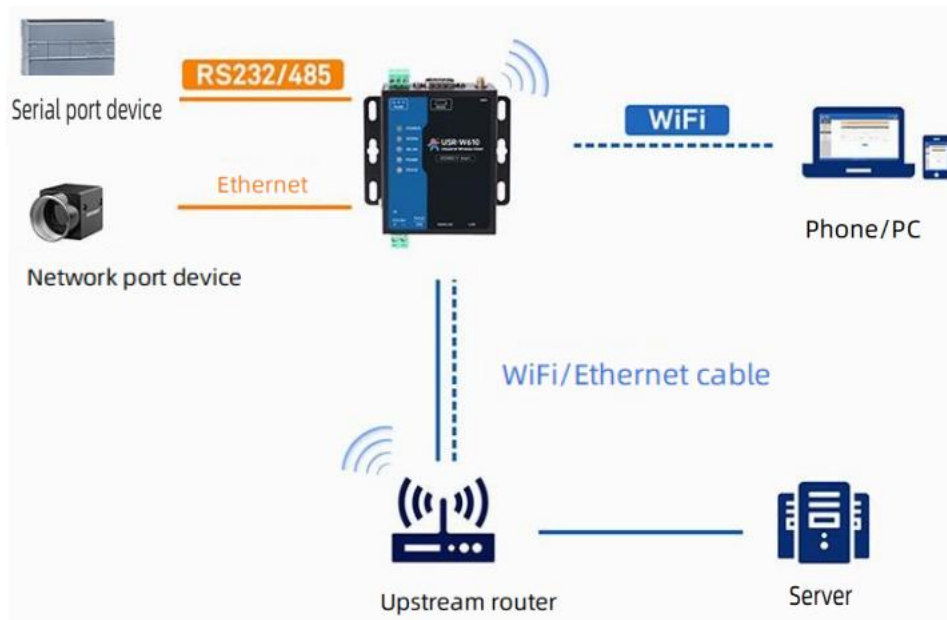 RS232/485
Serial port device
WiFi
USR-W610
Ethernet
Phone/PC
Network port device
WiFi/Ethernet cable
Upstream router
Server